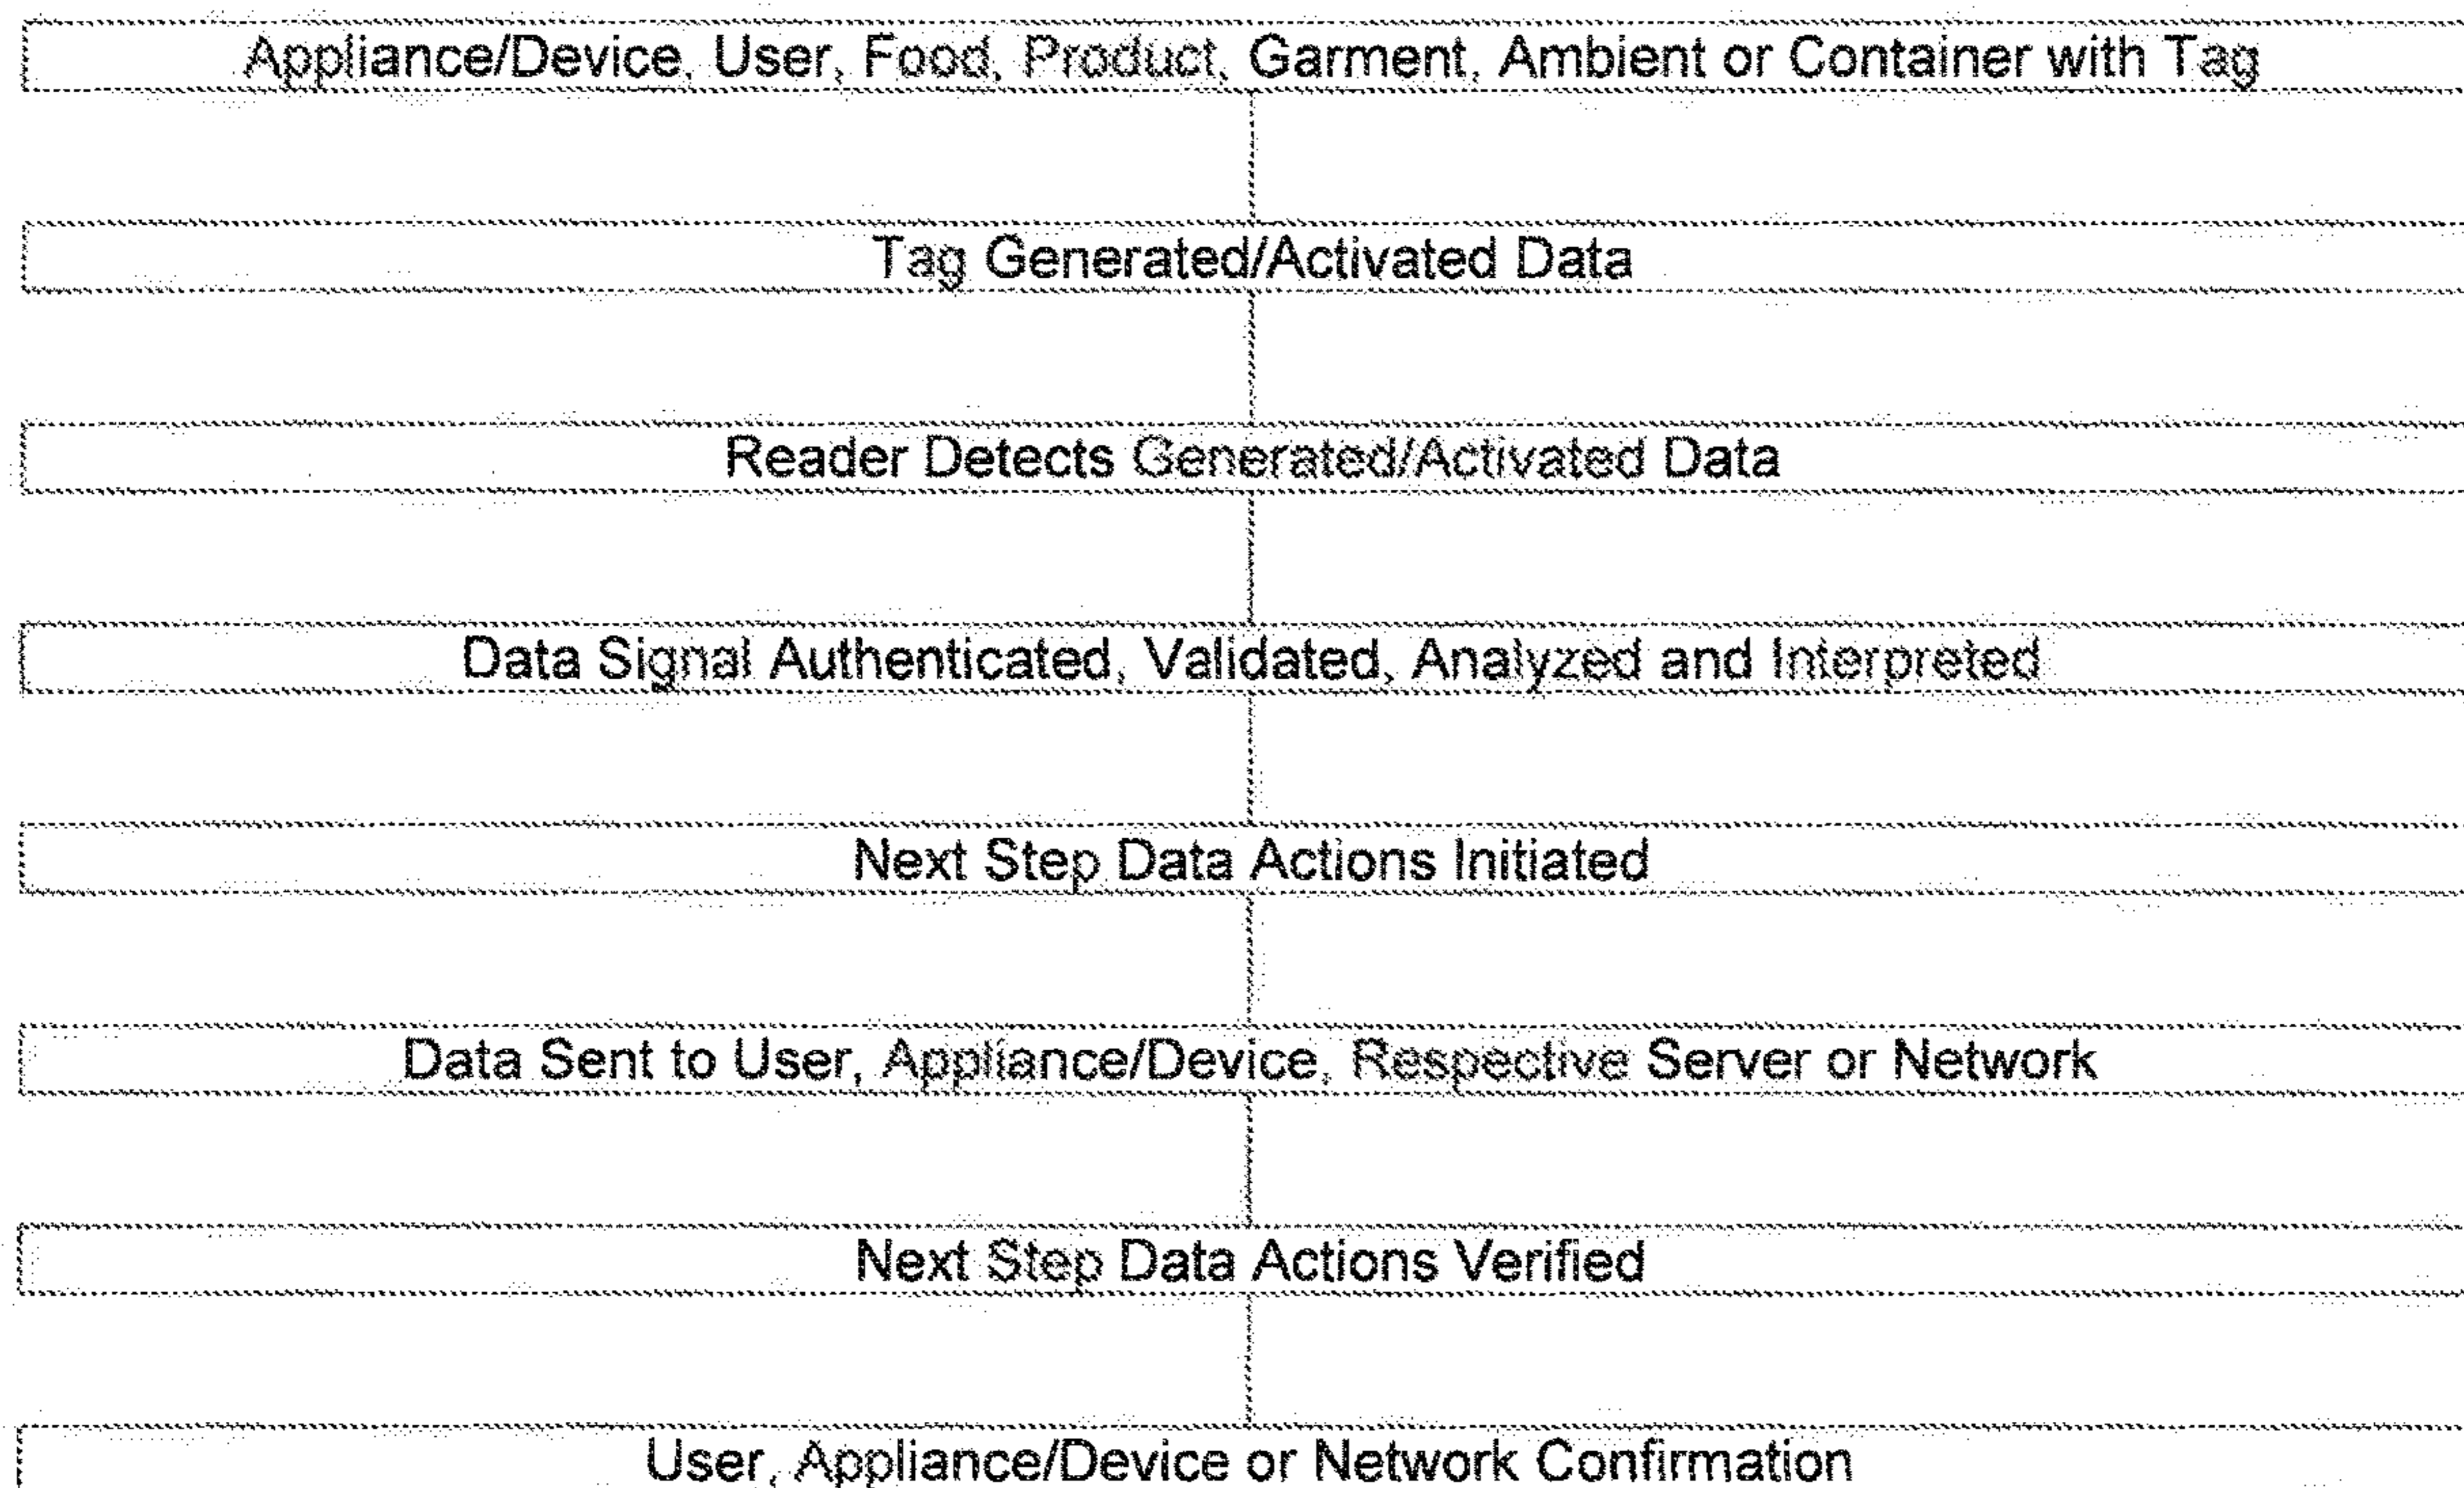 Appliance/Device, User, Food, Product, Garment, Ambient or Container with Tag
Tag Generated/Activated Data
Reader Detects Generated/Activated Data
Data Signal Authenticated, Validated, Analyzed and Interpreted
Next Step Data Actions Initiated
Data Sent to User, Appliance/Device, Respective Server or Network
Next Step Data Actions Verified
User, Appliance/Device or Network Confirmation